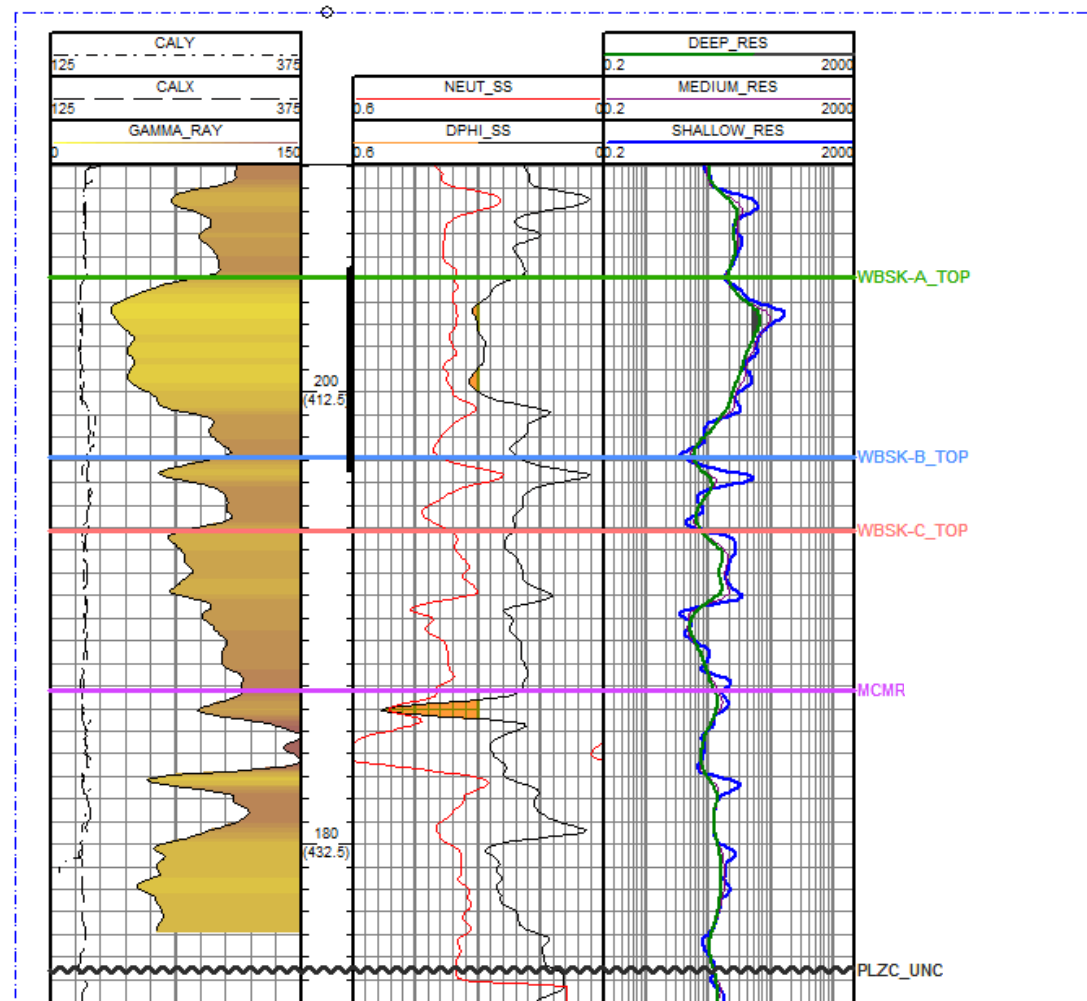 CALY
125 375
CALX
125 375
GAMMA_RAY
0 150
NEUT_SS
0.6 0
DPHI_SS
0.6 0
DEEP_RES
0.2 2000
MEDIUM_RES
0.2 2000
SHALLOW_RES
0.2 2000
WBSK-A_TOP
200
(412.5)
WBSK-B_TOP
WBSK-C_TOP
MCMR
180
(432.5)
PLZC_UNC